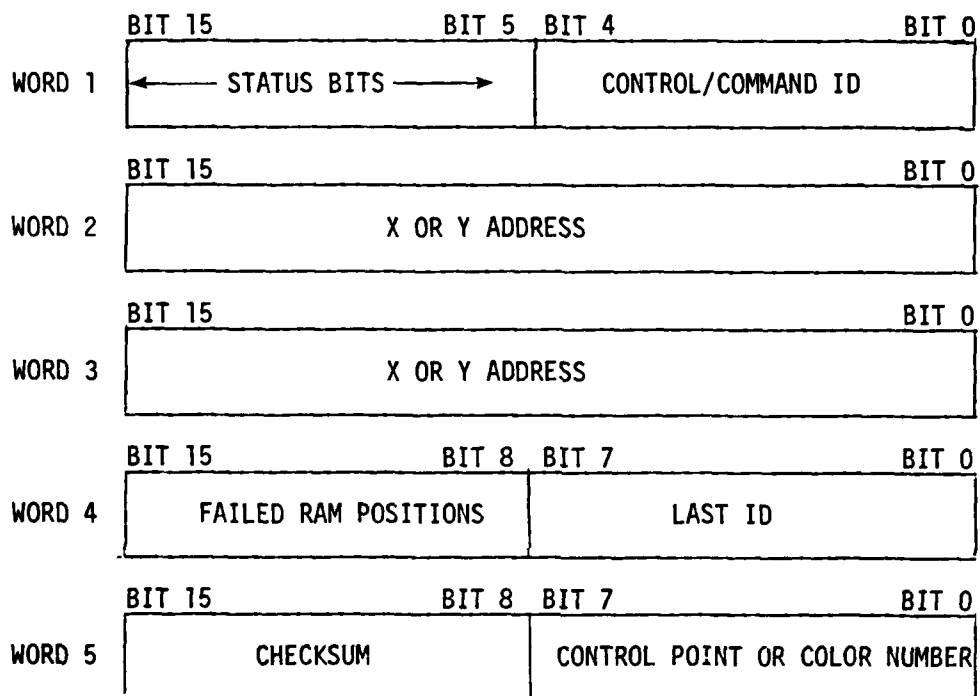 BIT 15 BIT 5 BIT 4 BIT 0
WORD 1 STATUS BITS CONTROL/COMMAND ID
BIT 15 BIT 0
WORD 2 X OR Y ADDRESS
BIT 15 BIT 0
WORD 3 X OR Y ADDRESS
BIT 15 BIT 8 BIT 7 BIT 0
WORD 4 FAILED RAM POSITIONS LAST ID
BIT 15 BIT 8 BIT 7 BIT 0
WORD 5 CHECKSUM CONTROL POINT OR COLOR NUMBER